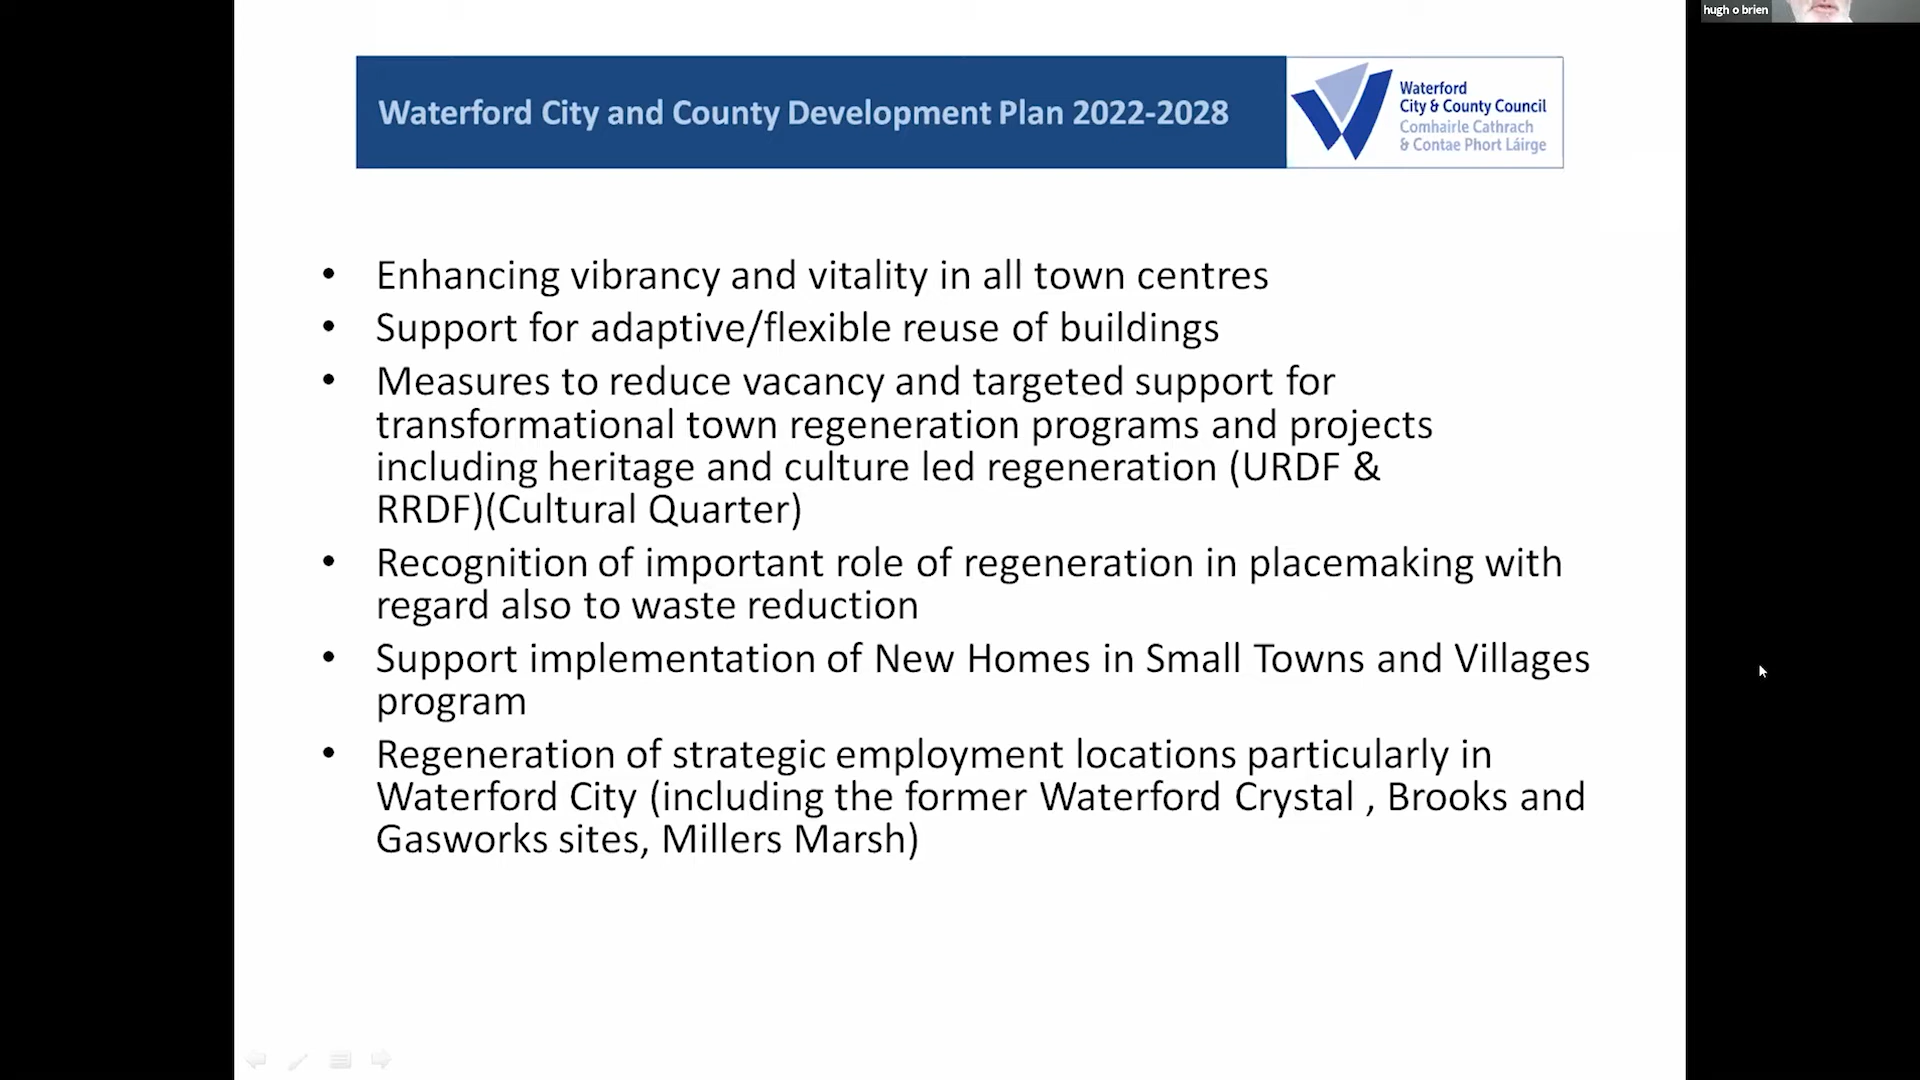 hugh o brien
Waterford City and County Development Plan 2022-2028
Waterford
City & County Council
Comhairle Cathrach
& Contae Phort Láirge
• Enhancing vibrancy and vitality in all town centres
• Support for adaptive/flexible reuse of buildings
• Measures to reduce vacancy and targeted support for
transformational town regeneration programs and projects
including heritage and culture led regeneration (URDF &
RRDF)(Cultural Quarter)
• Recognition of important role of regeneration in placemaking with
regard also to waste reduction
• Support implementation of New Homes in Small Towns and Villages
program
• Regeneration of strategic employment locations particularly in
Waterford City (including the former Waterford Crystal , Brooks and
Gasworks sites, Millers Marsh)